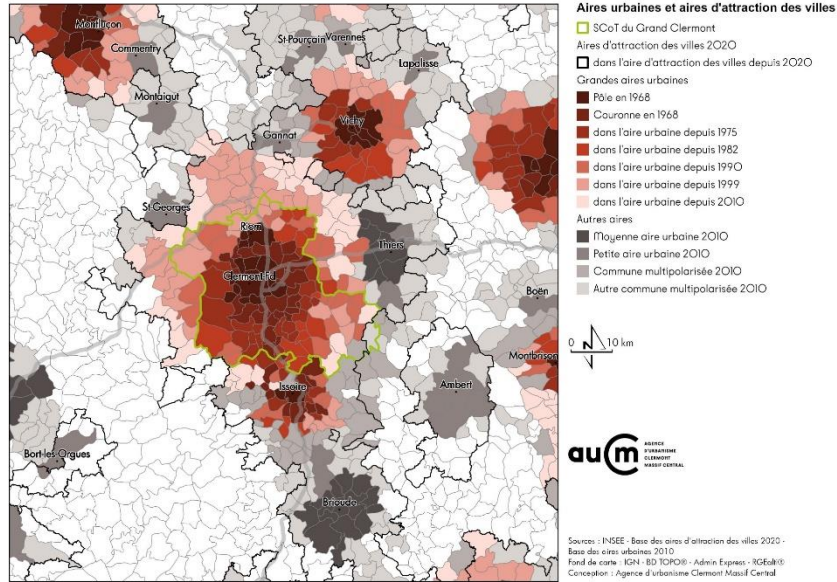 Aires urbaines et aires d'attraction des villes
SCoT du Grand Clermont
Aires d'attraction des villes 2020
dans l'aire d'attraction des villes depuis 2020
Grandes aires urbaines
Pôle en 1968
Couronne en 1968
dans l'aire urbaine depuis 1975
dans l'aire urbaine depuis 1982
dans l'aire urbaine depuis 1990
dans l'aire urbaine depuis 1999
dans l'aire urbaine depuis 2010
Autres aires
Moyenne aire urbaine 2010
Petite aire urbaine 2010
Commune multipolarisée 2010
Autre commune multipolarisée 2010
0 N 10 km
Montluçon
Commentry
St-Pourçain
Varennes
Lapalisse
Montaigut
Gannat
Vichy
St-Georges
Riom
Thiers
Clermont-Fd
Boën
Montbrison
Issoire
Ambert
Bort-les-Orgues
Brioude
aucm
AGENCE
D'URBANISME
CLERMONT
MASSIF CENTRAL
Sources : INSEE - Base des aires d'attraction des villes 2020 -
Base des aires urbaines 2010
Fond de carte : IGN - BD TOPO® - Admin Express - RGEalti®
Conception : Agence d'urbanisme Clermont Massif Central